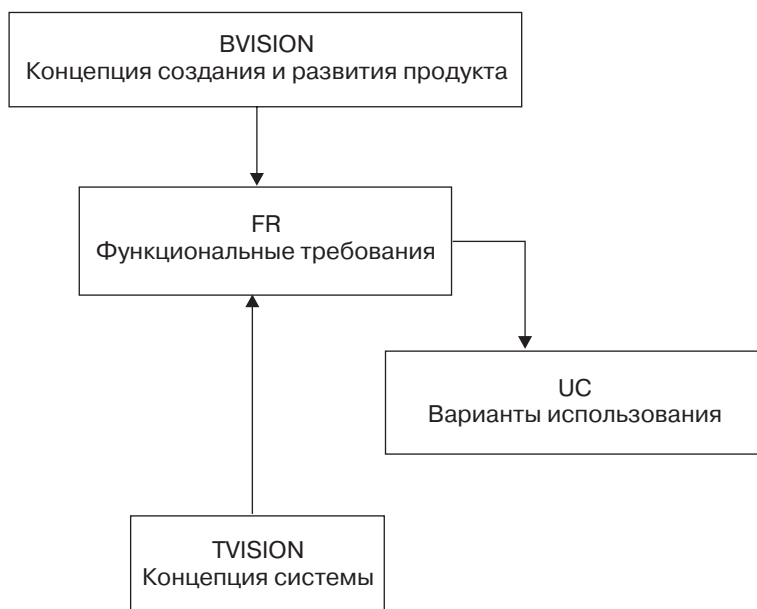 BVISION
Концепция создания и развития продукта
FR
Функциональные требования
UC
Варианты использования
TVISION
Концепция системы